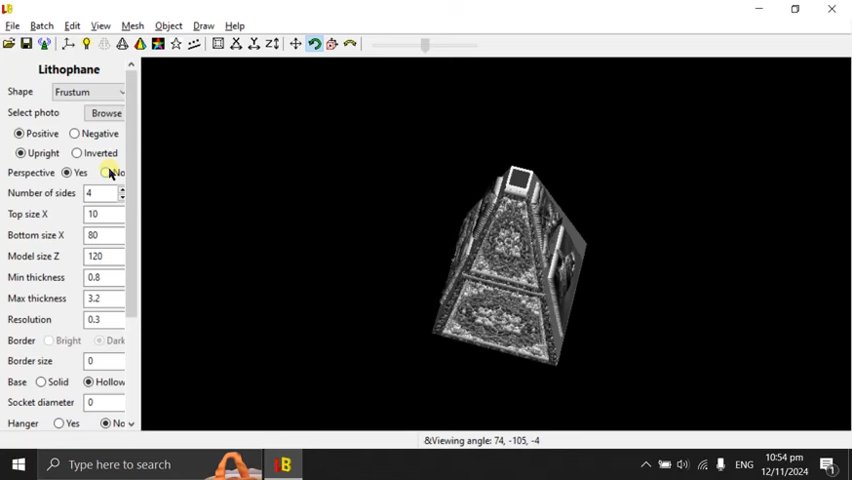 File Batch Edit View Mesh Object Draw Help
Lithophane
Shape Frustum
Select photo Browse
Positive Negative
Upright Inverted
Perspective Yes No
Number of sides 4
Top size X 10
Bottom size X 80
Model size Z 120
Min thickness 0.8
Max thickness 3.2
Resolution 0.3
Border Bright Dark
Border size 0
Base Solid Hollow
Socket diameter 0
Hanger Yes No
&Viewing angle: 74, -105, -4
Type here to search
ENG
10:54 pm
12/11/2024
1